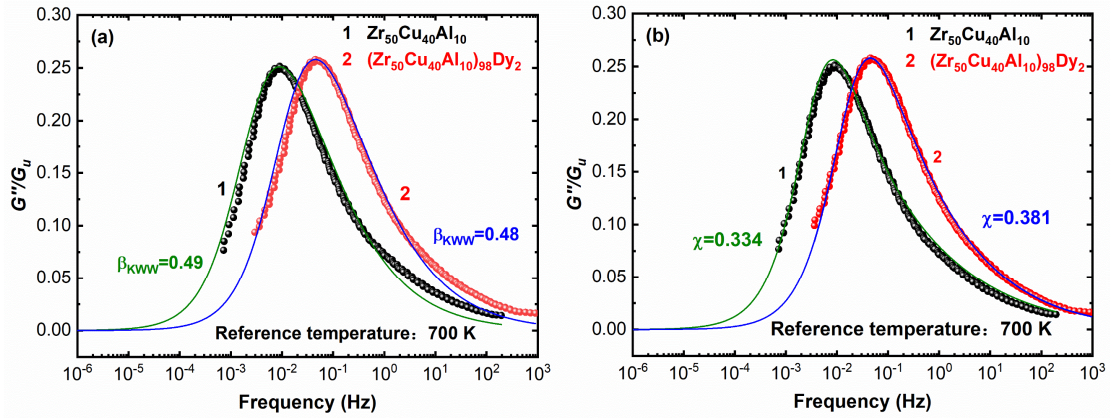 (a)
1 Zr50Cu40Al10
2 (Zr50Cu40Al10)98Dy2
0.30
0.25
0.20
0.15
0.10
0.05
0.00
G''/Gu
1
2
βKWW=0.49
βKWW=0.48
Reference temperature: 700 K
10-6 10-5 10-4 10-3 10-2 10-1 100 101 102 103
Frequency (Hz)
(b)
1 Zr50Cu40Al10
2 (Zr50Cu40Al10)98Dy2
0.30
0.25
0.20
0.15
0.10
0.05
0.00
G''/Gu
1
2
χ=0.334
χ=0.381
Reference temperature: 700 K
10-6 10-5 10-4 10-3 10-2 10-1 100 101 102 103
Frequency (Hz)